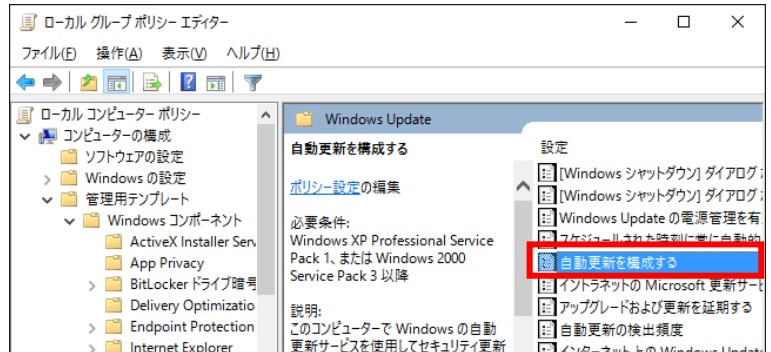 ローカル グループ ポリシー エディター
ファイル(F) 操作(A) 表示(V) ヘルプ(H)
ローカル コンピューター ポリシー
コンピューターの構成
ソフトウェアの設定
Windows の設定
管理用テンプレート
Windows コンポーネント
ActiveX Installer Serv
App Privacy
BitLocker ドライブ暗号
Delivery Optimizatio
Endpoint Protection
Internet Explorer
Windows Update
自動更新を構成する
ポリシー設定の編集
必要条件:
Windows XP Professional Service
Pack 1、または Windows 2000
Service Pack 3 以降
説明:
このコンピューターで Windows の自動
更新サービスを使用してセキュリティ更新
設定
[Windows シャットダウン] ダイアログ
[Windows シャットダウン] ダイアログ
Windows Update の電源管理を有
スケジュールされた時刻に常に自動的
自動更新を構成する
イントラネットの Microsoft 更新サービ
アップグレードおよび更新を延期する
自動更新の検出頻度
インターネット上の Windows Update